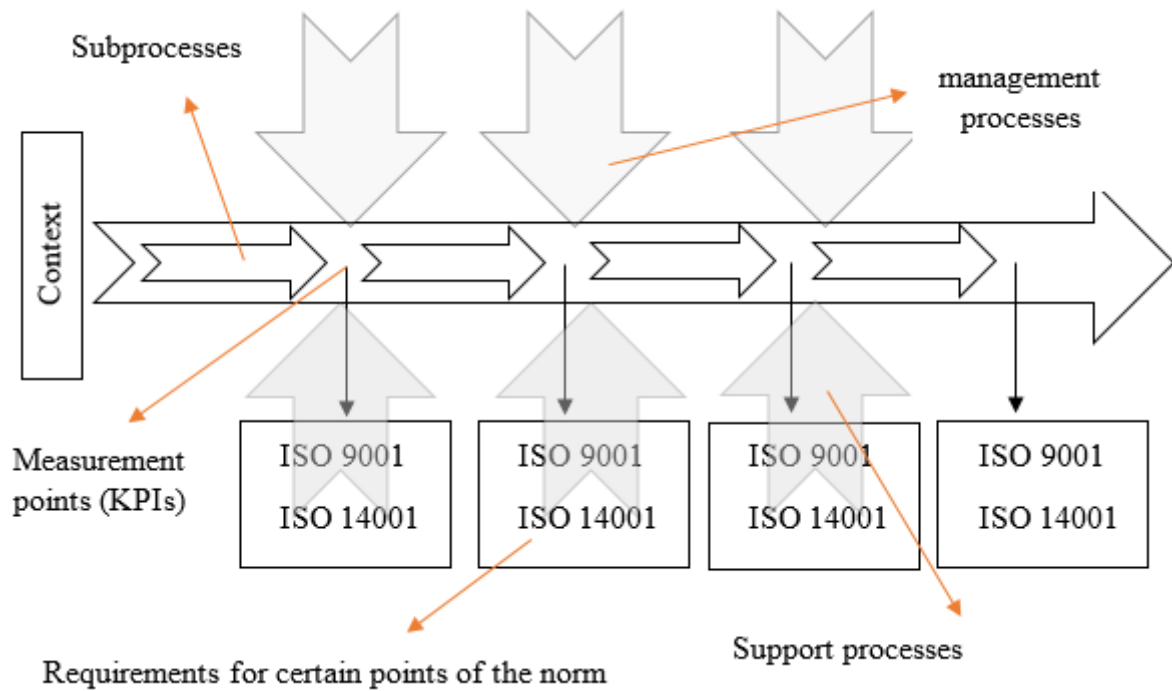 Subprocesses
management
processes
Context
Measurement
points (KPIs)
ISO 9001
ISO 14001
ISO 9001
ISO 14001
ISO 9001
ISO 14001
ISO 9001
ISO 14001
Support processes
Requirements for certain points of the norm